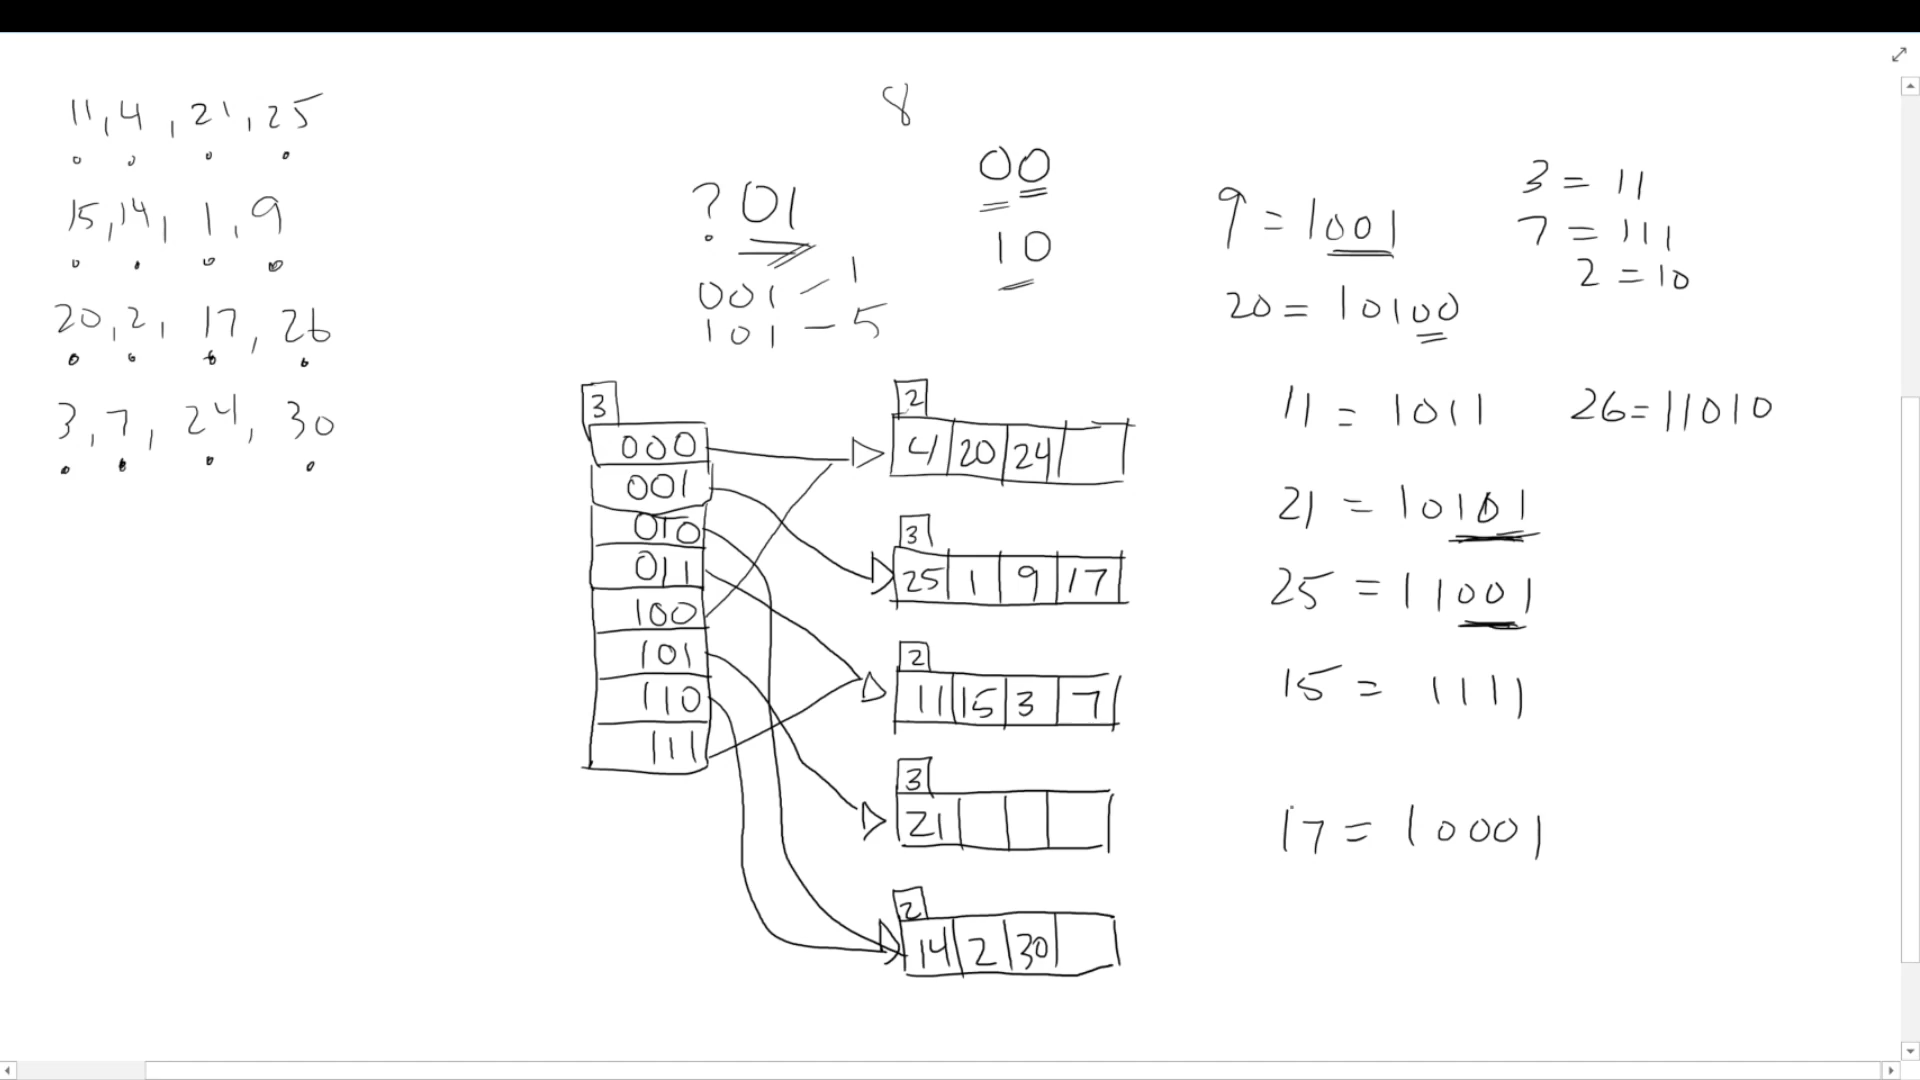 11, 4, 21, 25
15, 14, 1, 9
20, 2, 17, 26
3, 7, 24, 30
8
? 01
001 – 1
101 – 5
00
10
9 = 1001
20 = 10100
3 = 11
7 = 111
2 = 10
11 = 1011
26 = 11010
21 = 10101
25 = 11001
15 = 1111
17 = 10001
3
000
001
010
011
100
101
110
111
2
4 20 24
3
25 1 9 17
2
11 15 3 7
3
21
2
14 2 30